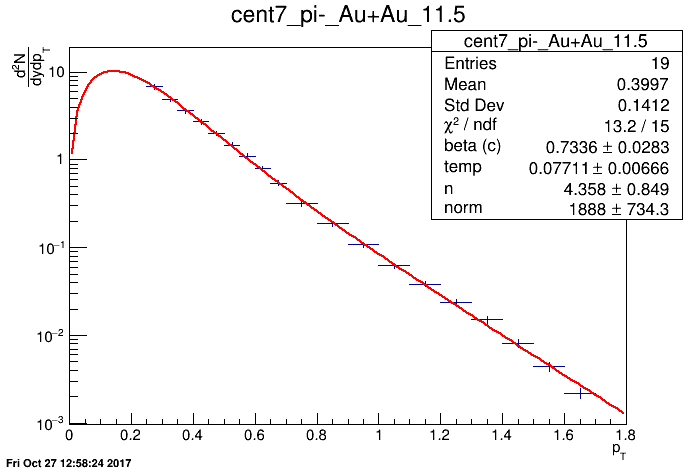 cent7_pi-_Au+Au_11.5
d²N
dydp_T
cent7_pi-_Au+Au_11.5
Entries 19
Mean 0.3997
Std Dev 0.1412
χ² / ndf 13.2 / 15
beta (c) 0.7336 ± 0.0283
temp 0.07711 ± 0.00666
n 4.358 ± 0.849
norm 1888 ± 734.3
10
1
10⁻¹
10⁻²
10⁻³
0 0.2 0.4 0.6 0.8 1 1.2 1.4 1.6 1.8
p_T
Fri Oct 27 12:58:24 2017